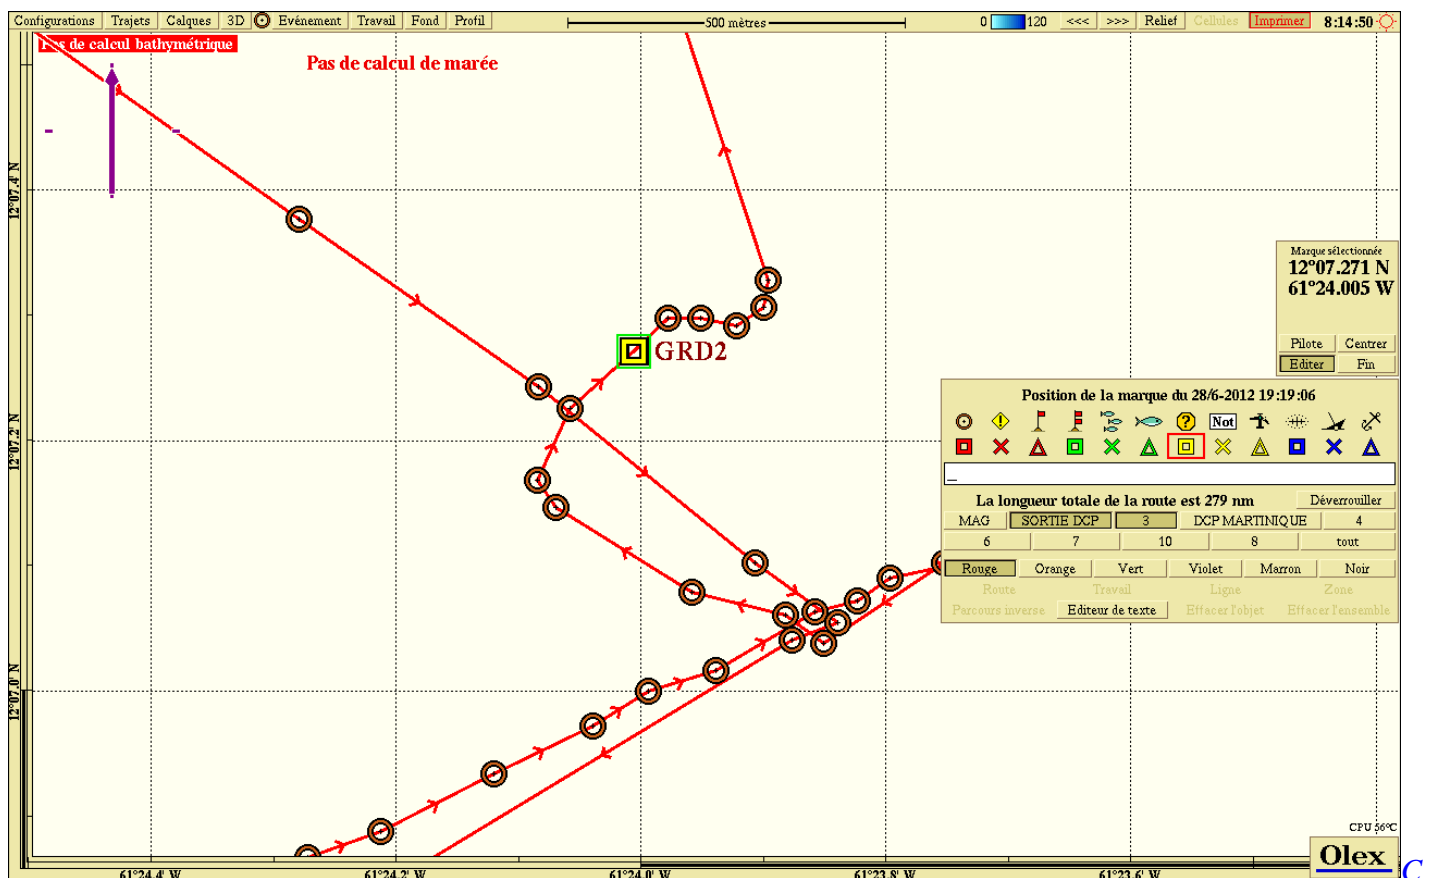 Configurations Trajets Calques 3D Evénement Travail Fond Profil 500 mètres 0 120 <<< >>> Relief Cellules Imprimer 8:14:50
Pas de calcul bathymétrique
Pas de calcul de marée
12°07.4' N
Marque sélectionnée
12°07.271 N
61°24.005 W
Pilote Centrer
Editer Fin
GRD2
Position de la marque du 28/6-2012 19:19:06
Not
12°07.2' N
_
La longueur totale de la route est 279 nm Déverrouiller
MAG SORTIE DCP 3 DCP MARTINIQUE 4
6 7 10 8 tout
Rouge Orange Vert Violet Marron Noir
Route Travail Ligne Zone
Parcours inverse Editeur de texte Effacer l'objet Effacer l'ensemble
12°07.0' N
CPU 56°C
Olex
C
61°24.4' W 61°24.2' W 61°24.0' W 61°23.8' W 61°23.6' W